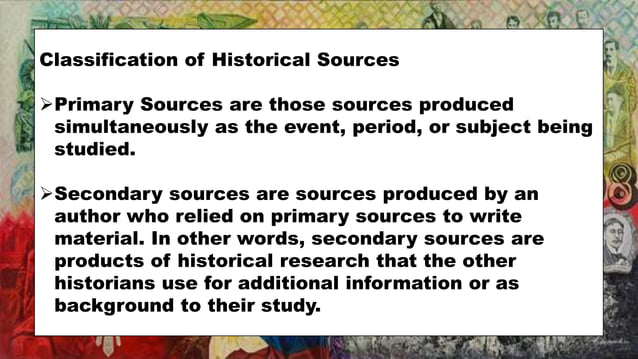 Classification of Historical Sources
➢Primary Sources are those sources produced
simultaneously as the event, period, or subject being
studied.
➢Secondary sources are sources produced by an
author who relied on primary sources to write
material. In other words, secondary sources are
products of historical research that the other
historians use for additional information or as
background to their study.